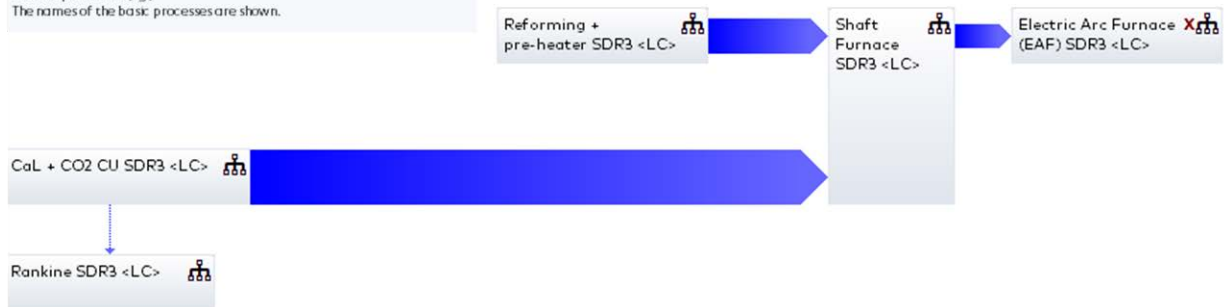 The names of the basic processes are shown.
Reforming +
pre-heater SDR3 <LC>
Shaft
Furnace
SDR3 <LC>
Electric Arc Furnace X
(EAF) SDR3 <LC>
CaL + CO2 CU SDR3 <LC>
Rankine SDR3 <LC>